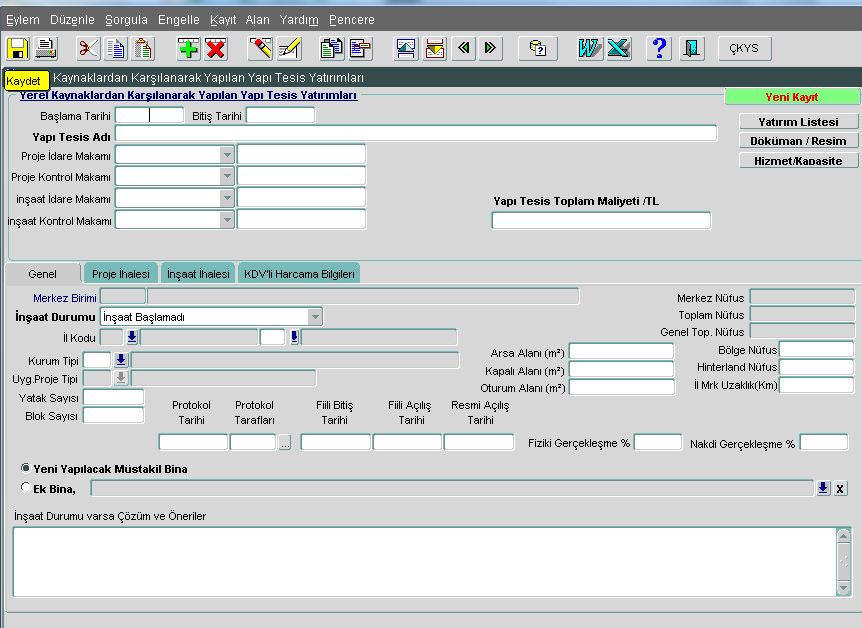 Eylem Düzenle Sorgula Engelle Kayıt Alan Yardım Pencere
ÇKYS
Kaydet
Kaynaklardan Karşılanarak Yapılan Yapı Tesis Yatırımları
Yerel Kaynaklardan Karşılanarak Yapılan Yapı Tesis Yatırımları
Yeni Kayıt
Başlama Tarihi Bitiş Tarihi
Yatırım Listesi
Yapı Tesis Adı
Döküman / Resim
Proje İdare Makamı
Hizmet/Kapasite
Proje Kontrol Makamı
inşaat İdare Makamı
Yapı Tesis Toplam Maliyeti /TL
inşaat Kontrol Makamı
Genel Proje İhalesi İnşaat İhalesi KDV'li Harcama Bilgileri
Merkez Birimi Merkez Nüfus
İnşaat Durumu İnşaat Başlamadı Toplam Nüfus
İl Kodu Genel Top. Nüfus
Kurum Tipi Arsa Alanı (m²) Bölge Nüfus
Uyg.Proje Tipi Kapalı Alanı (m²) Hinterland Nüfus
Yatak Sayısı Oturum Alanı (m²) İl Mrk Uzaklık(Km)
Blok Sayısı
Protokol Tarihi
Protokol Tarafları
...
Fiili Bitiş Tarihi
Fiili Açılış Tarihi
Resmi Açılış Tarihi
Fiziki Gerçekleşme % Nakdi Gerçekleşme %
Yeni Yapılacak Müstakil Bina
Ek Bina, X
İnşaat Durumu varsa Çözüm ve Öneriler